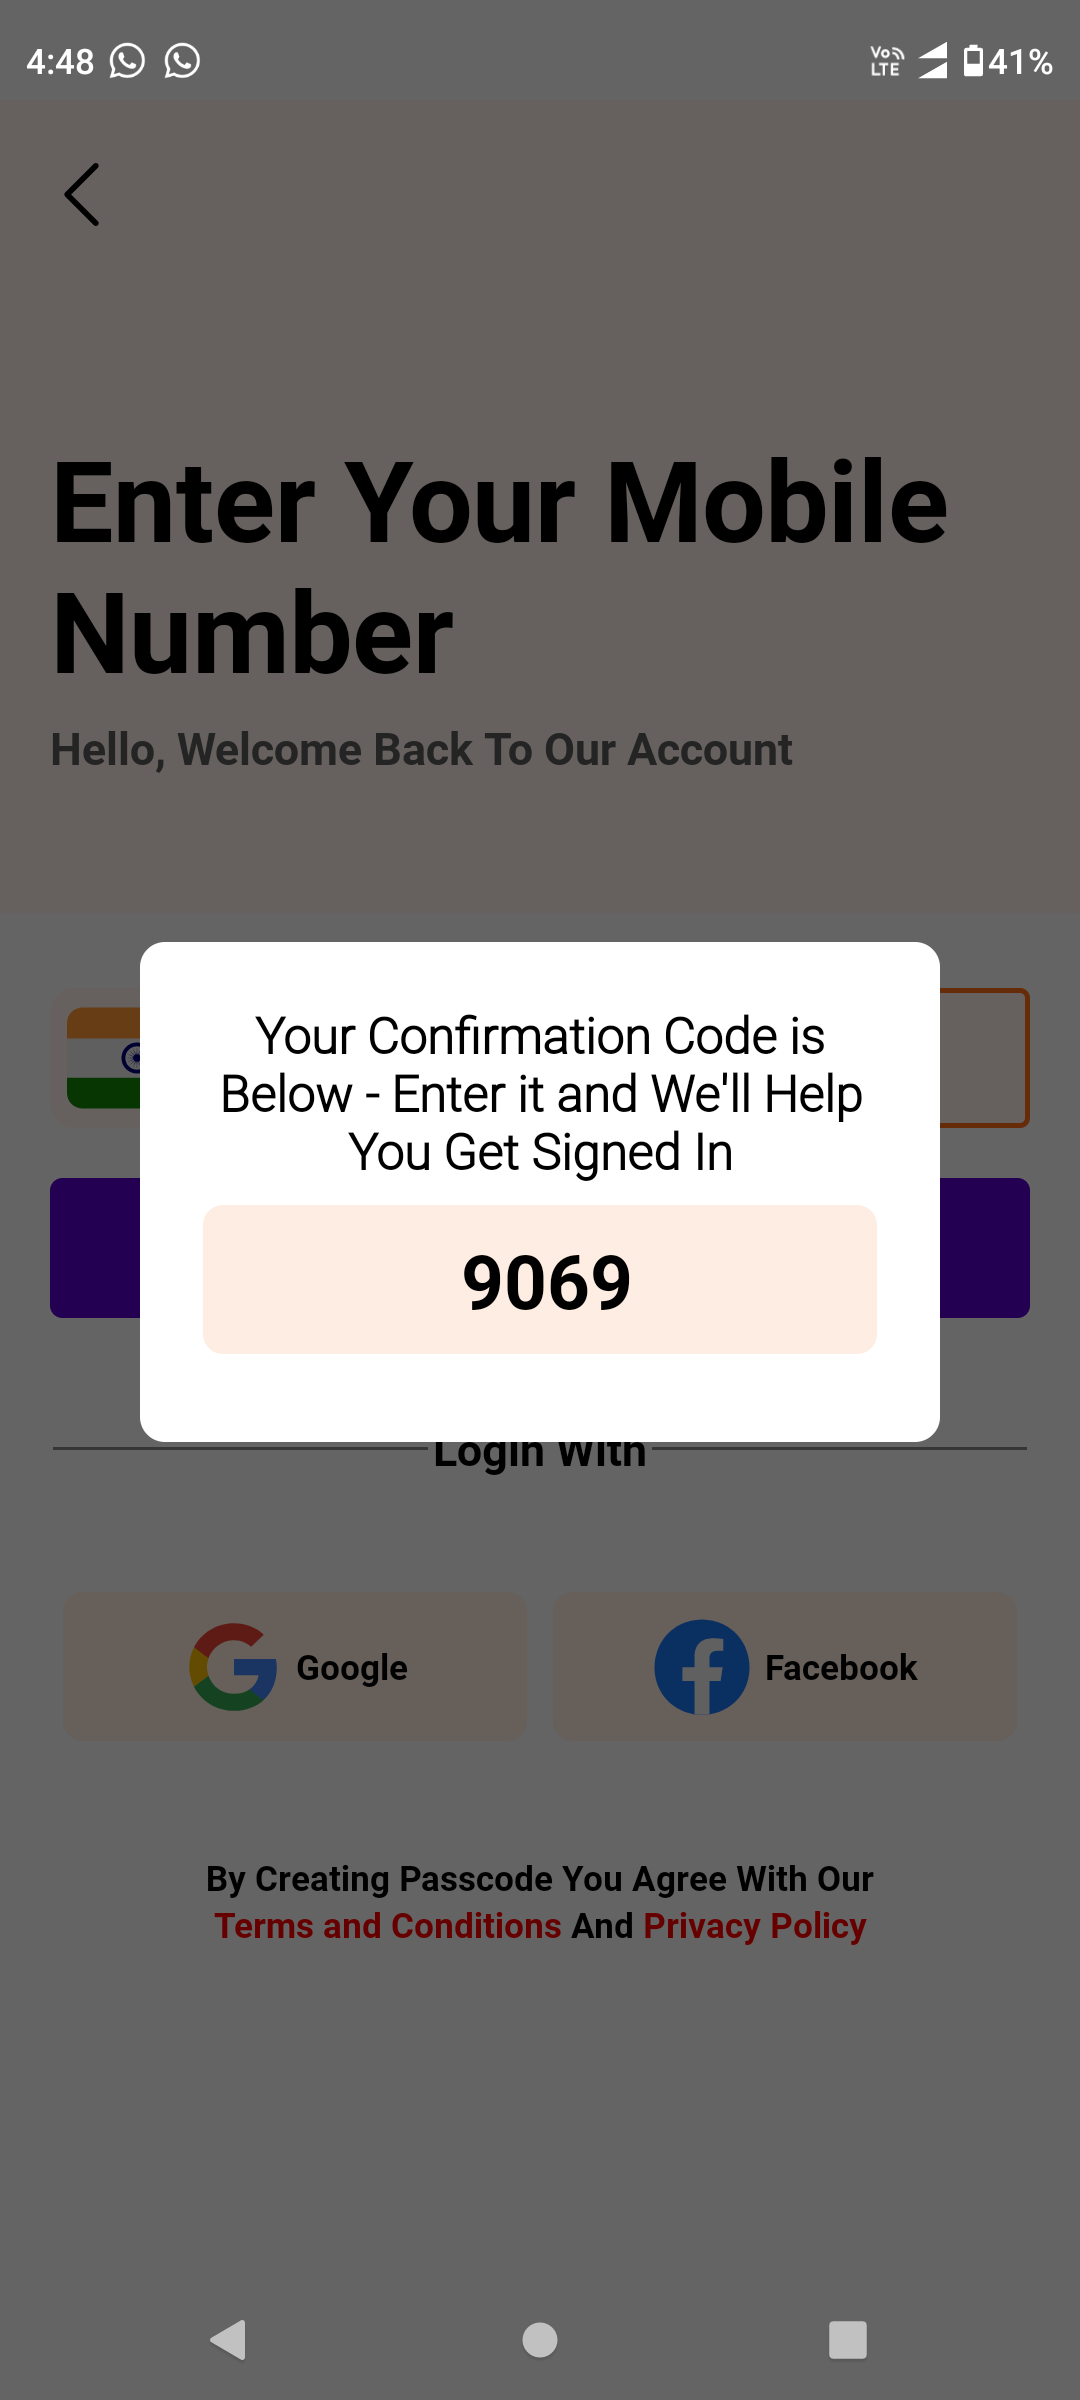 4:48
VoLTE 41%
Enter Your Mobile
Number
Hello, Welcome Back To Our Account
Your Confirmation Code is
Below - Enter it and We'll Help
You Get Signed In
9069
Login With
Google
Facebook
By Creating Passcode You Agree With Our
Terms and Conditions And Privacy Policy